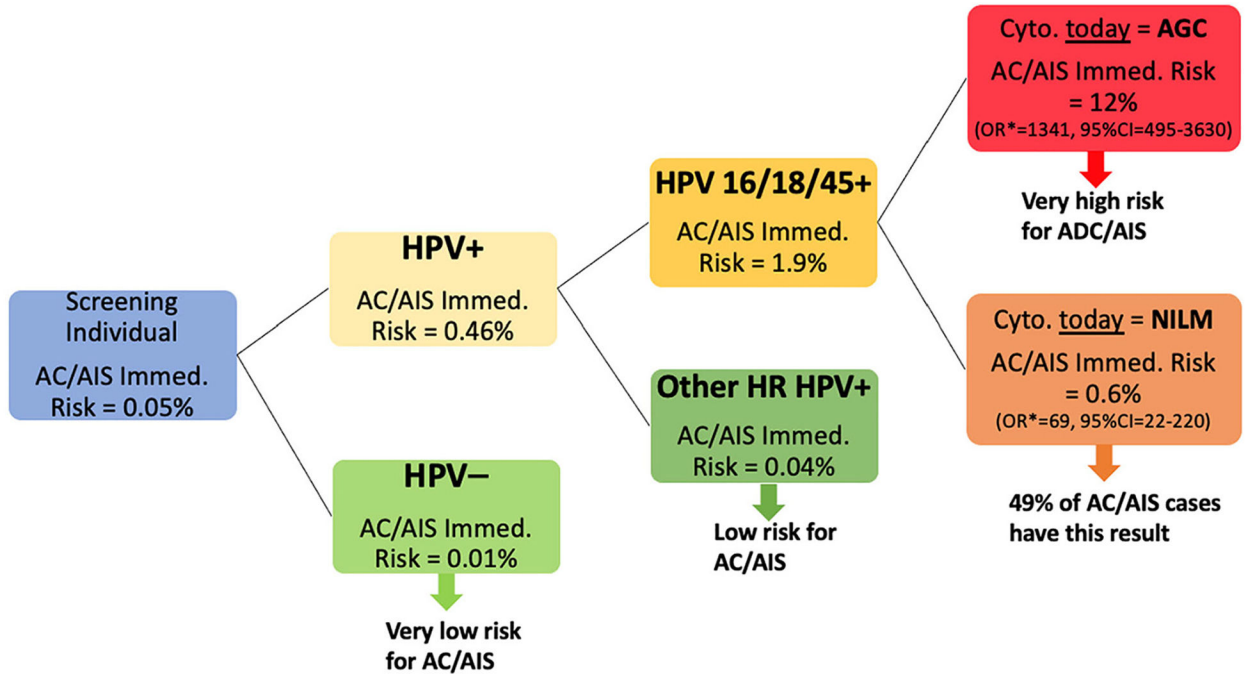 Screening
Individual
AC/AIS Immed.
Risk = 0.05%
HPV+
AC/AIS Immed.
Risk = 0.46%
HPV–
AC/AIS Immed.
Risk = 0.01%
Very low risk
for AC/AIS
HPV 16/18/45+
AC/AIS Immed.
Risk = 1.9%
Other HR HPV+
AC/AIS Immed.
Risk = 0.04%
Low risk for
AC/AIS
Cyto. today = AGC
AC/AIS Immed. Risk
= 12%
(OR*=1341, 95%CI=495-3630)
Very high risk
for ADC/AIS
Cyto. today = NILM
AC/AIS Immed. Risk
= 0.6%
(OR*=69, 95%CI=22-220)
49% of AC/AIS cases
have this result